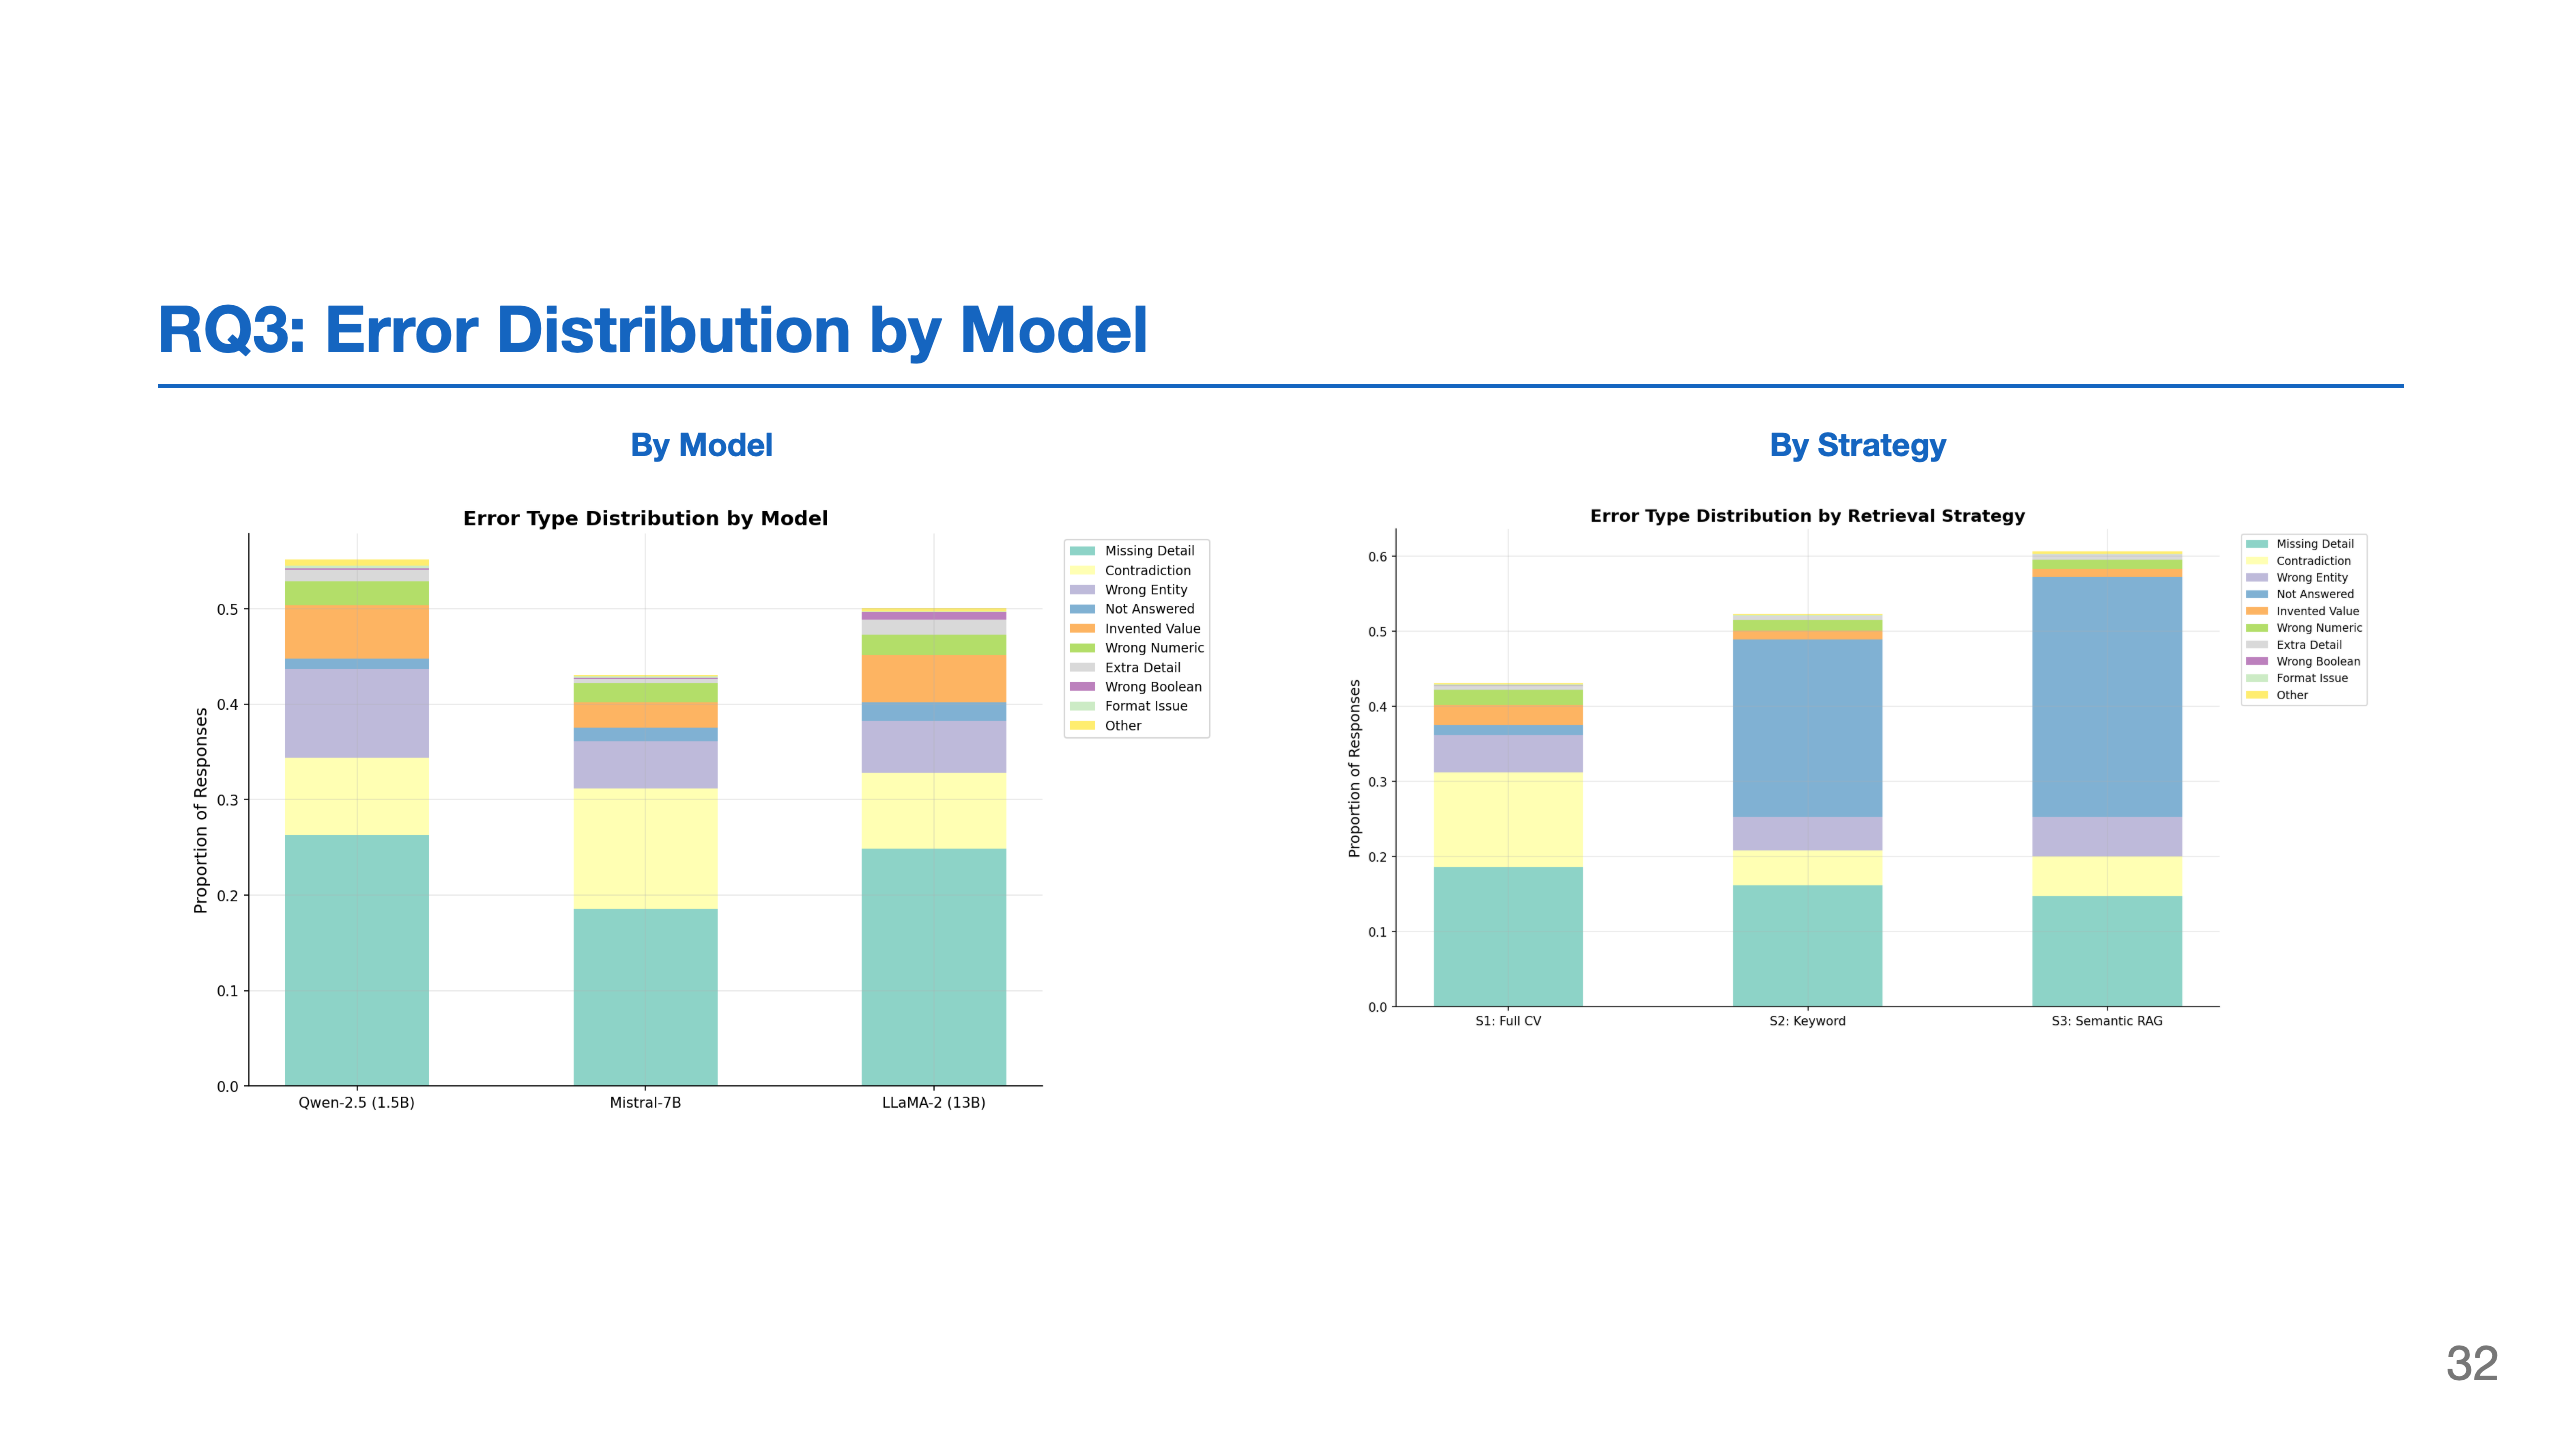 RQ3: Error Distribution by Model
By Model
Error Type Distribution by Model
Proportion of Responses
0.5
0.4
0.3
0.2
0.1
0.0
Qwen-2.5 (1.5B)
Mistral-7B
LLaMA-2 (13B)
Missing Detail
Contradiction
Wrong Entity
Not Answered
Invented Value
Wrong Numeric
Extra Detail
Wrong Boolean
Format Issue
Other
By Strategy
Error Type Distribution by Retrieval Strategy
Proportion of Responses
0.6
0.5
0.4
0.3
0.2
0.1
0.0
S1: Full CV
S2: Keyword
S3: Semantic RAG
Missing Detail
Contradiction
Wrong Entity
Not Answered
Invented Value
Wrong Numeric
Extra Detail
Wrong Boolean
Format Issue
Other
32